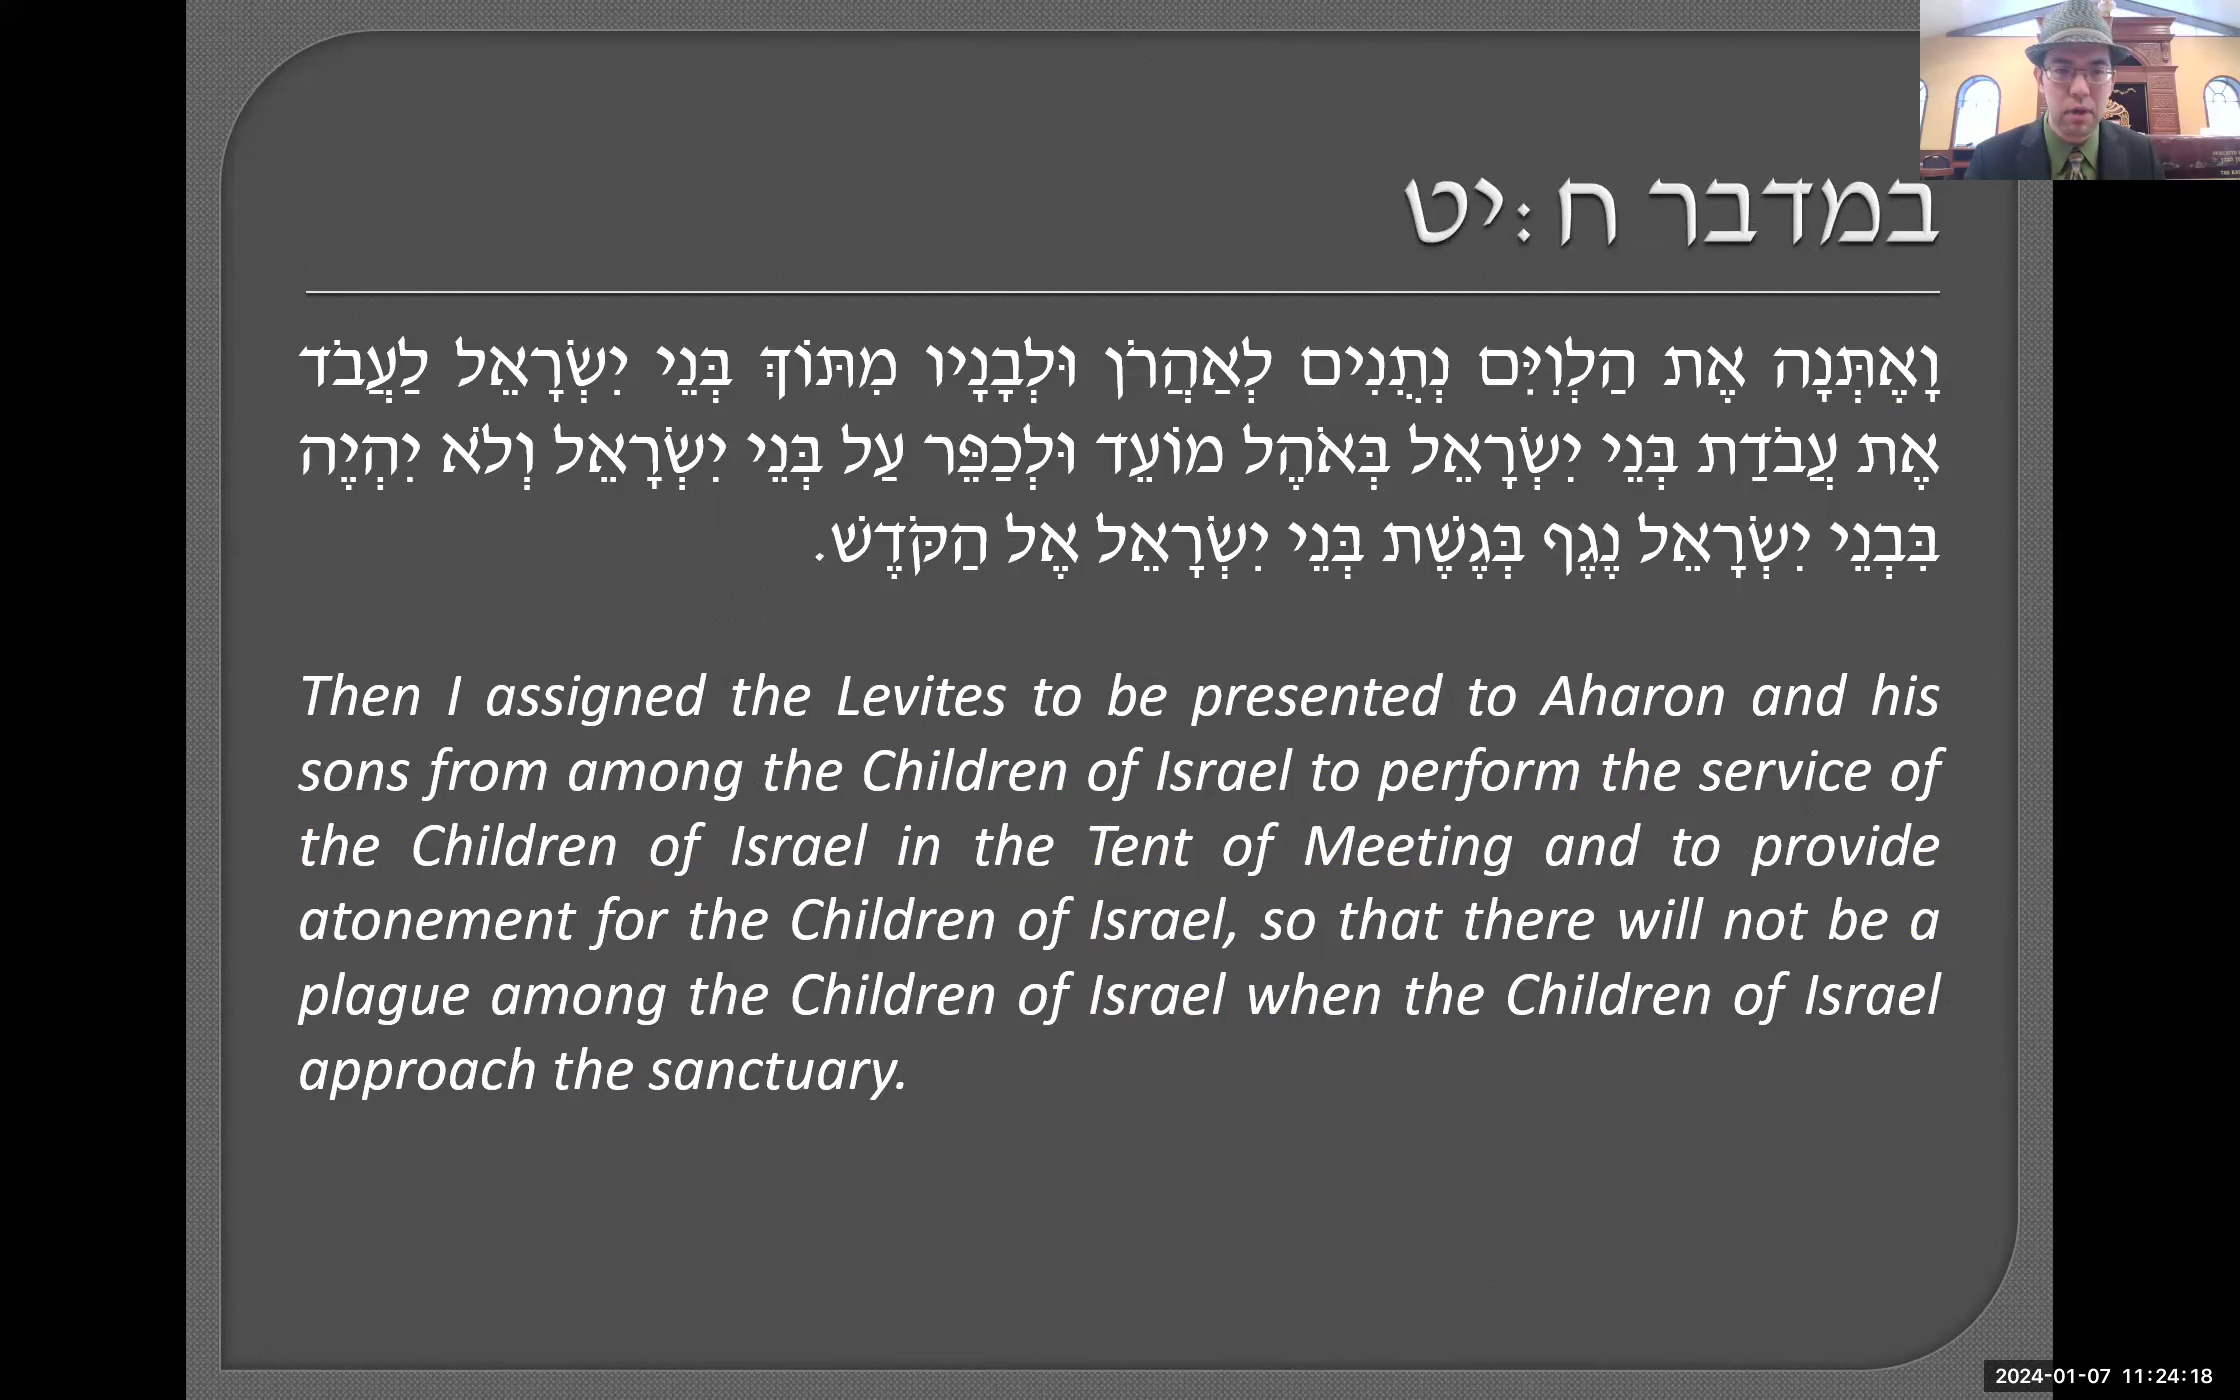 במדבר ח:יט
וָאֶתְּנָה אֶת הַלְוִיִּם נְתֻנִים לְאַהֲרֹן וּלְבָנָיו מִתּוֹךְ בְּנֵי יִשְׂרָאֵל לַעֲבֹד
אֶת עֲבֹדַת בְּנֵי יִשְׂרָאֵל בְּאֹהֶל מוֹעֵד וּלְכַפֵּר עַל בְּנֵי יִשְׂרָאֵל וְלֹא יִהְיֶה
בִּבְנֵי יִשְׂרָאֵל נֶגֶף בְּגֶשֶׁת בְּנֵי יִשְׂרָאֵל אֶל הַקֹּדֶשׁ.
Then I assigned the Levites to be presented to Aharon and his
sons from among the Children of Israel to perform the service of
the Children of Israel in the Tent of Meeting and to provide
atonement for the Children of Israel, so that there will not be a
plague among the Children of Israel when the Children of Israel
approach the sanctuary.
2024-01-07 11:24:18